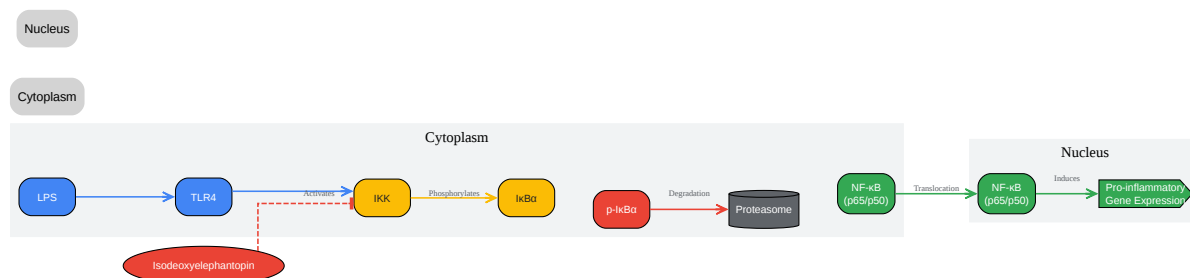 Nucleus
Cytoplasm
Cytoplasm
Nucleus
LPS
TLR4
Activates
IKK
Phosphorylates
IκBα
p-IκBα
Degradation
Proteasome
NF-κB
(p65/p50)
Translocation
NF-κB
(p65/p50)
Induces
Pro-inflammatory
Gene Expression
Isodeoxyelephantopin